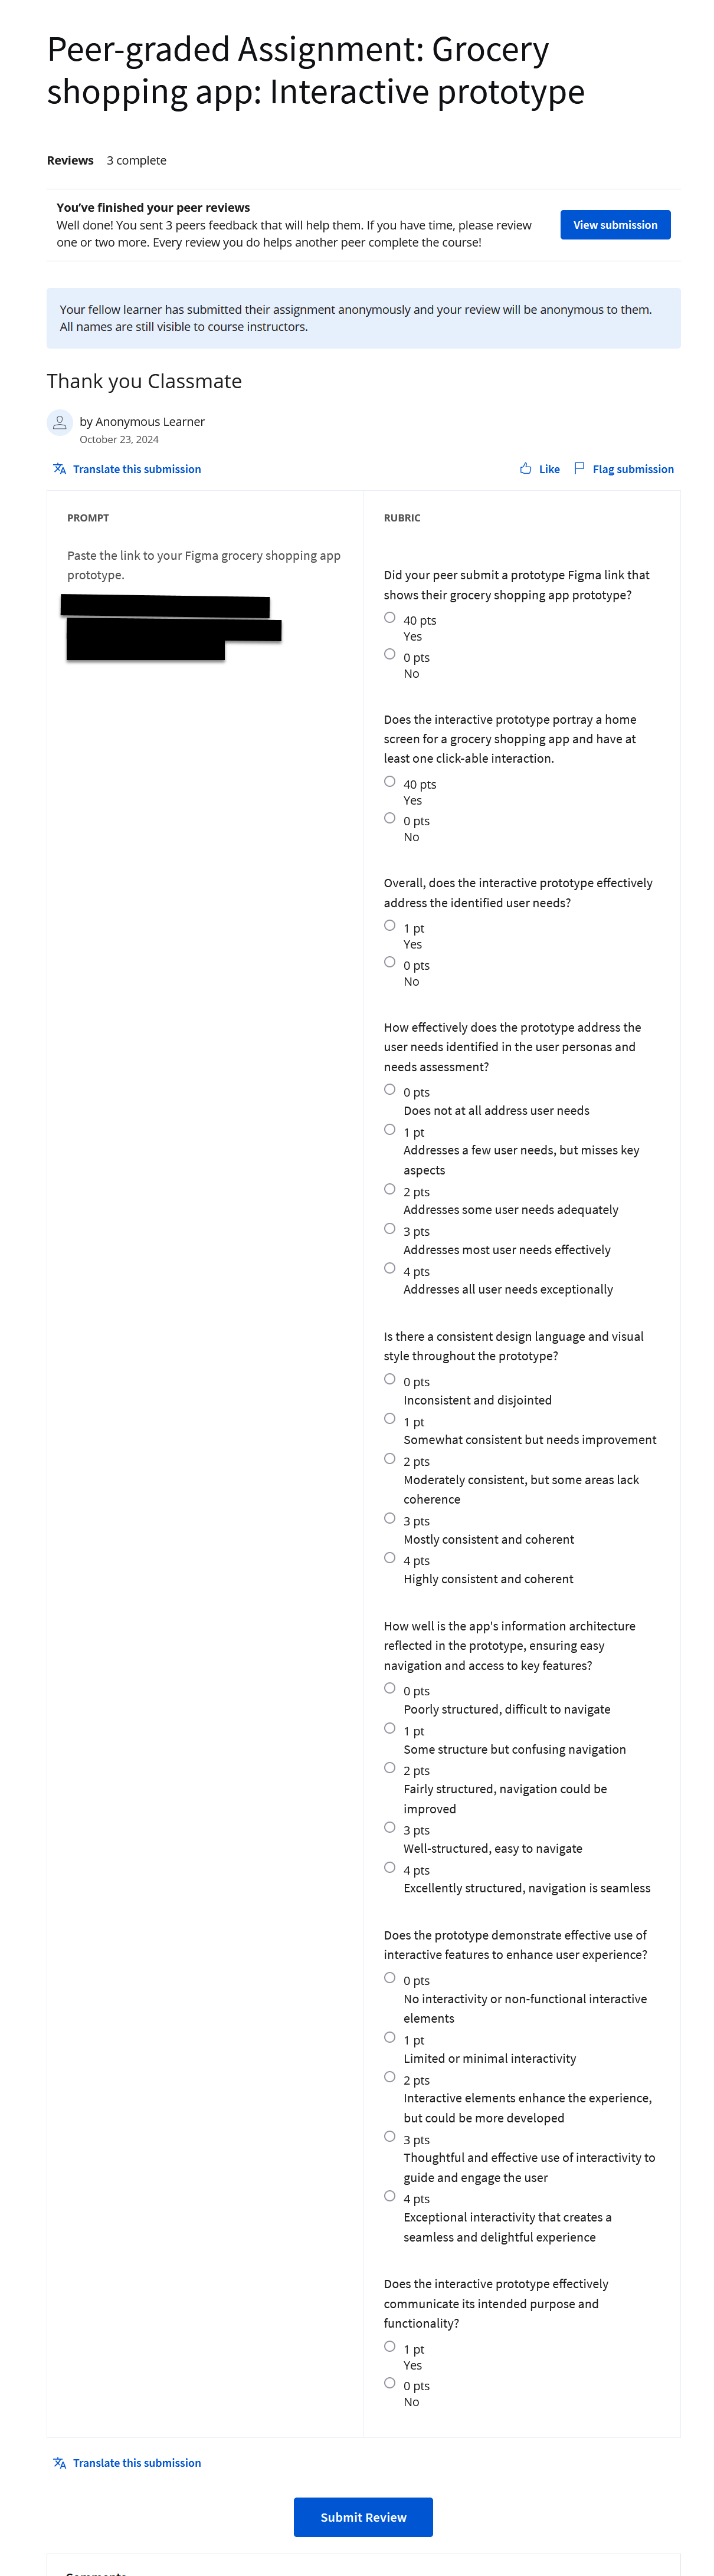 Peer-graded Assignment: Grocery
shopping app: Interactive prototype
Reviews 3 complete
You've finished your peer reviews
Well done! You sent 3 peers feedback that will help them. If you have time, please review
one or two more. Every review you do helps another peer complete the course!
View submission
Your fellow learner has submitted their assignment anonymously and your review will be anonymous to them.
All names are still visible to course instructors.
Thank you Classmate
by Anonymous Learner
October 23, 2024
Translate this submission
Like
Flag submission
PROMPT
Paste the link to your Figma grocery shopping app
prototype.
RUBRIC
Did your peer submit a prototype Figma link that
shows their grocery shopping app prototype?
40 pts
Yes
0 pts
No
Does the interactive prototype portray a home
screen for a grocery shopping app and have at
least one click-able interaction.
40 pts
Yes
0 pts
No
Overall, does the interactive prototype effectively
address the identified user needs?
1 pt
Yes
0 pts
No
How effectively does the prototype address the
user needs identified in the user personas and
needs assessment?
0 pts
Does not at all address user needs
1 pt
Addresses a few user needs, but misses key
aspects
2 pts
Addresses some user needs adequately
3 pts
Addresses most user needs effectively
4 pts
Addresses all user needs exceptionally
Is there a consistent design language and visual
style throughout the prototype?
0 pts
Inconsistent and disjointed
1 pt
Somewhat consistent but needs improvement
2 pts
Moderately consistent, but some areas lack
coherence
3 pts
Mostly consistent and coherent
4 pts
Highly consistent and coherent
How well is the app's information architecture
reflected in the prototype, ensuring easy
navigation and access to key features?
0 pts
Poorly structured, difficult to navigate
1 pt
Some structure but confusing navigation
2 pts
Fairly structured, navigation could be
improved
3 pts
Well-structured, easy to navigate
4 pts
Excellently structured, navigation is seamless
Does the prototype demonstrate effective use of
interactive features to enhance user experience?
0 pts
No interactivity or non-functional interactive
elements
1 pt
Limited or minimal interactivity
2 pts
Interactive elements enhance the experience,
but could be more developed
3 pts
Thoughtful and effective use of interactivity to
guide and engage the user
4 pts
Exceptional interactivity that creates a
seamless and delightful experience
Does the interactive prototype effectively
communicate its intended purpose and
functionality?
1 pt
Yes
0 pts
No
Translate this submission
Submit Review